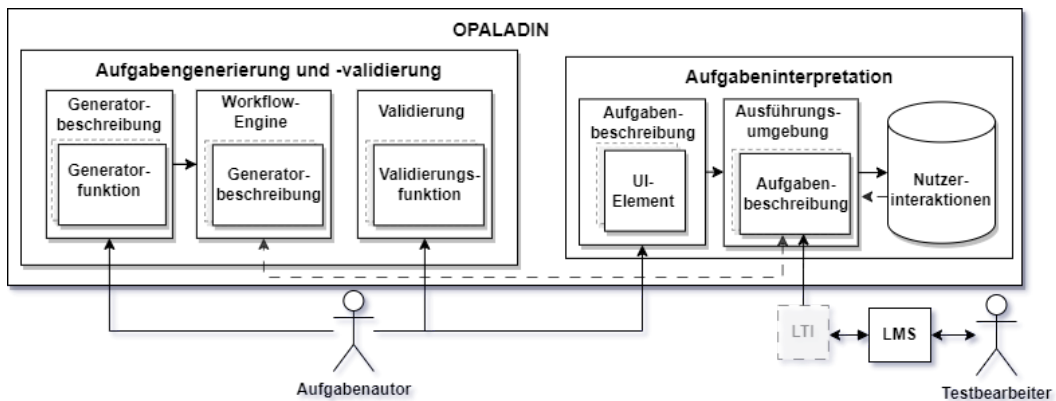 OPALADIN
Aufgabengenerierung und -validierung
Generator-
beschreibung
Generator-
funktion
Workflow-
Engine
Generator-
beschreibung
Validierung
Validierungs-
funktion
Aufgabeninterpretation
Aufgaben-
beschreibung
UI-
Element
Ausführungs-
umgebung
Aufgaben-
beschreibung
Nutzer-
interaktionen
Aufgabenautor
LTI
LMS
Testbearbeiter